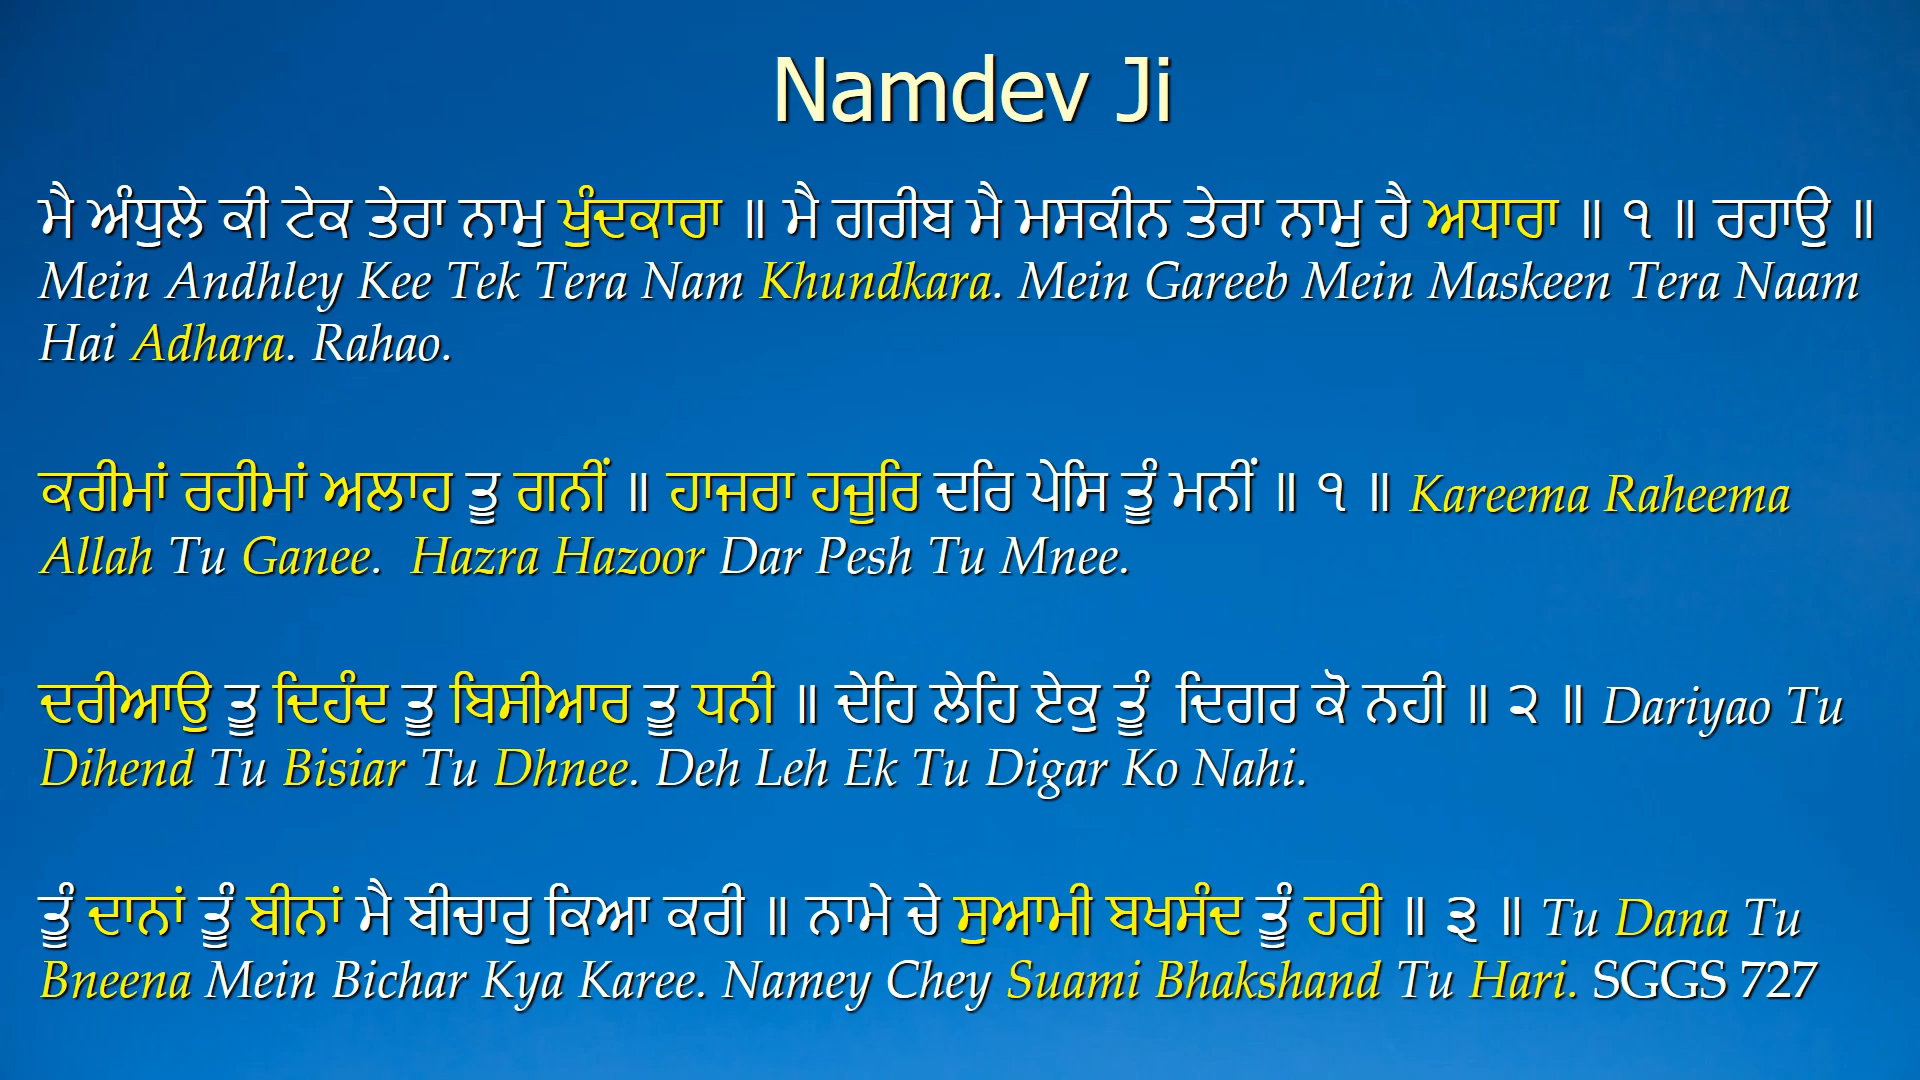 Namdev Ji
ਮੈ ਅੰਧੁਲੇ ਕੀ ਟੇਕ ਤੇਰਾ ਨਾਮੁ ਖੁੰਦਕਾਰਾ ॥ ਮੈ ਗਰੀਬ ਮੈ ਮਸਕੀਨ ਤੇਰਾ ਨਾਮੁ ਹੈ ਅਧਾਰਾ ॥ ੧ ॥ ਰਹਾਉ ॥
Mein Andhley Kee Tek Tera Nam Khundkara. Mein Gareeb Mein Maskeen Tera Naam
Hai Adhara. Rahao.
ਕਰੀਮਾਂ ਰਹੀਮਾਂ ਅਲਾਹ ਤੂ ਗਨੀਂ ॥ ਹਾਜਰਾ ਹਜੂਰਿ ਦਰਿ ਪੇਸਿ ਤੂੰ ਮਨੀਂ ॥ ੧ ॥ Kareema Raheema
Allah Tu Ganee. Hazra Hazoor Dar Pesh Tu Mnee.
ਦਰੀਆਉ ਤੂ ਦਿਹੰਦ ਤੂ ਬਿਸੀਆਰ ਤੂ ਧਨੀ ॥ ਦੇਹਿ ਲੇਹਿ ਏਕੁ ਤੂੰ ਦਿਗਰ ਕੋ ਨਹੀ ॥ ੨ ॥ Dariyao Tu
Dihend Tu Bisiar Tu Dhnee. Deh Leh Ek Tu Digar Ko Nahi.
ਤੂੰ ਦਾਨਾਂ ਤੂੰ ਬੀਨਾਂ ਮੈ ਬੀਚਾਰੁ ਕਿਆ ਕਰੀ ॥ ਨਾਮੇ ਚੇ ਸੁਆਮੀ ਬਖਸੰਦ ਤੂੰ ਹਰੀ ॥ ੩ ॥ Tu Dana Tu
Bneena Mein Bichar Kya Karee. Namey Chey Suami Bhakshand Tu Hari. SGGS 727